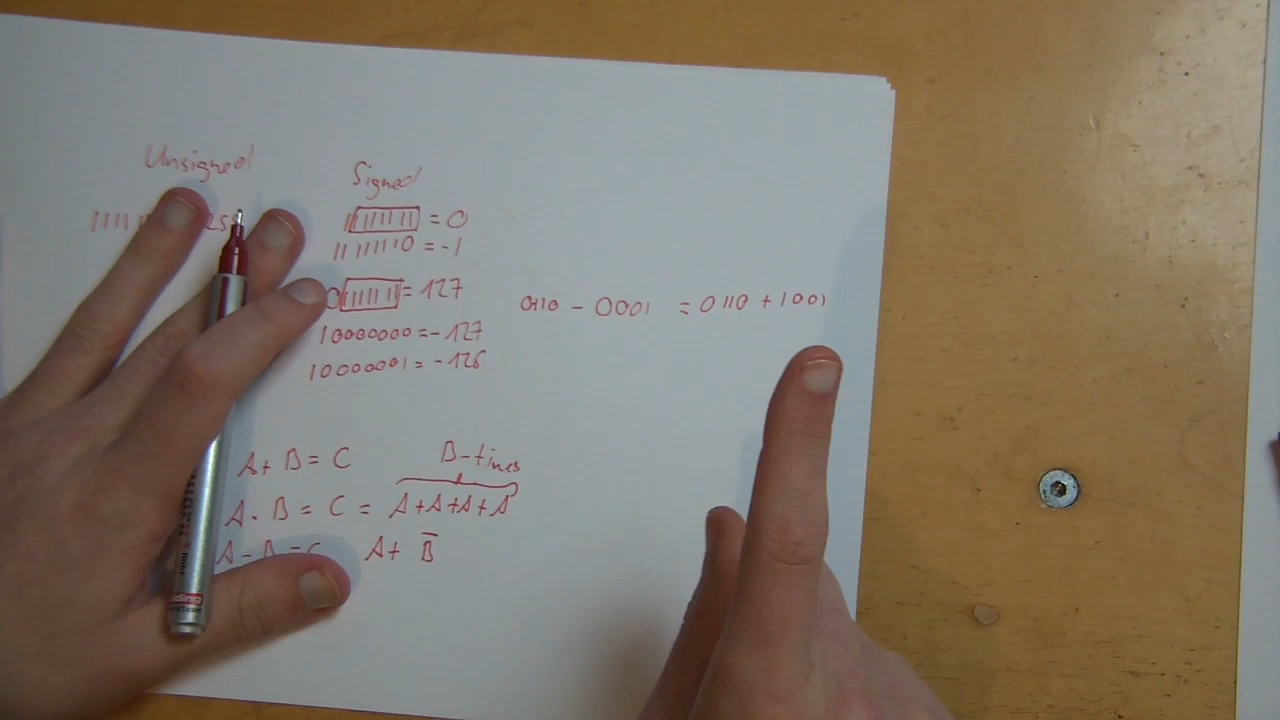 Unsigned
Signed
11111111 = 0
11111110 = -1
01111111 = 127
10000000 = -127
10000001 = -126
0110 - 0001 = 0110 + 1001
A + B = C
B-times
A · B = C = A+A+A+A
A - B = C A + B̅